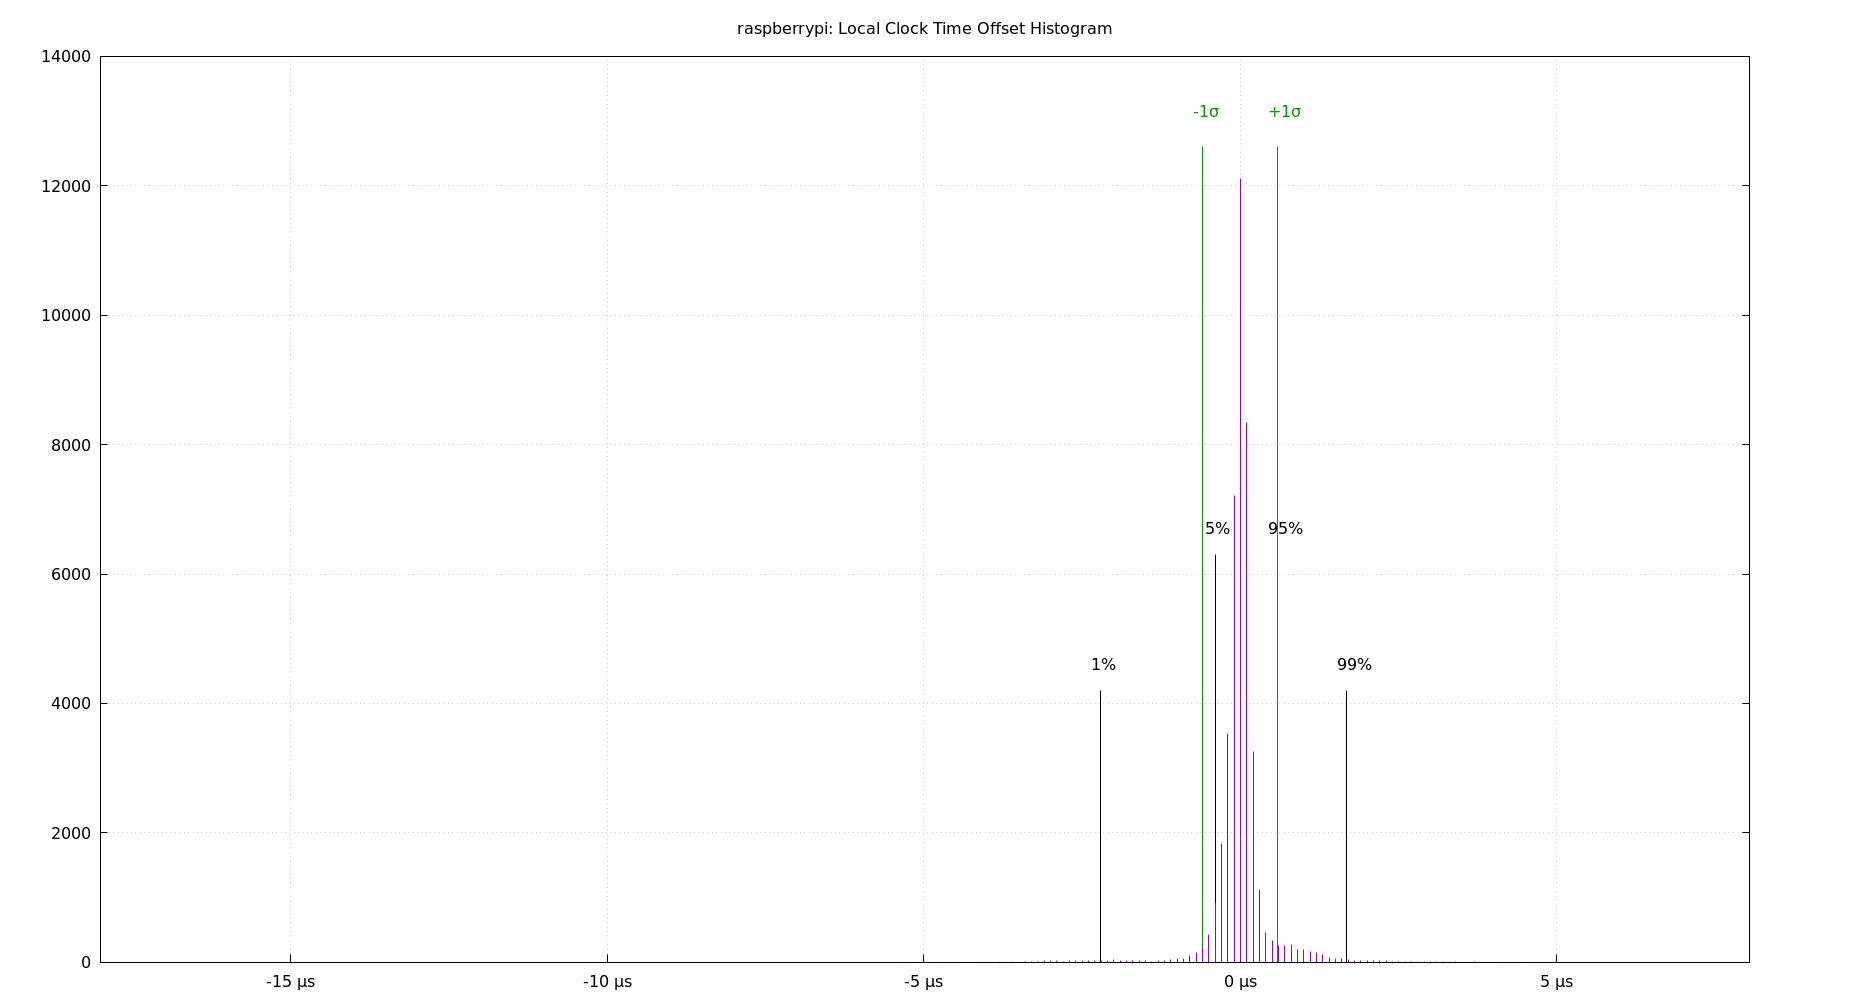 raspberrypi: Local Clock Time Offset Histogram
14000
-1σ
+1σ
12000
10000
8000
5%
95%
6000
1%
99%
4000
2000
0
-15 µs
-10 µs
-5 µs
0 µs
5 µs